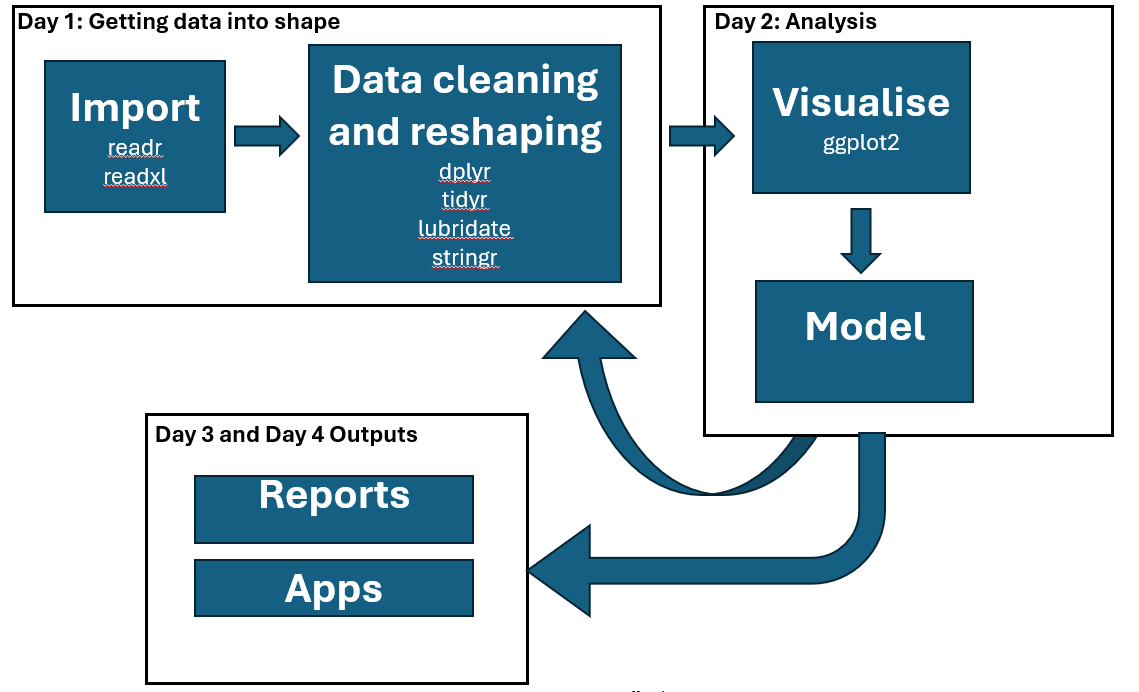 Day 1: Getting data into shape
Import
readr
readxl
Data cleaning
and reshaping
dplyr
tidyr
lubridate
stringr
Day 2: Analysis
Visualise
ggplot2
Model
Day 3 and Day 4 Outputs
Reports
Apps